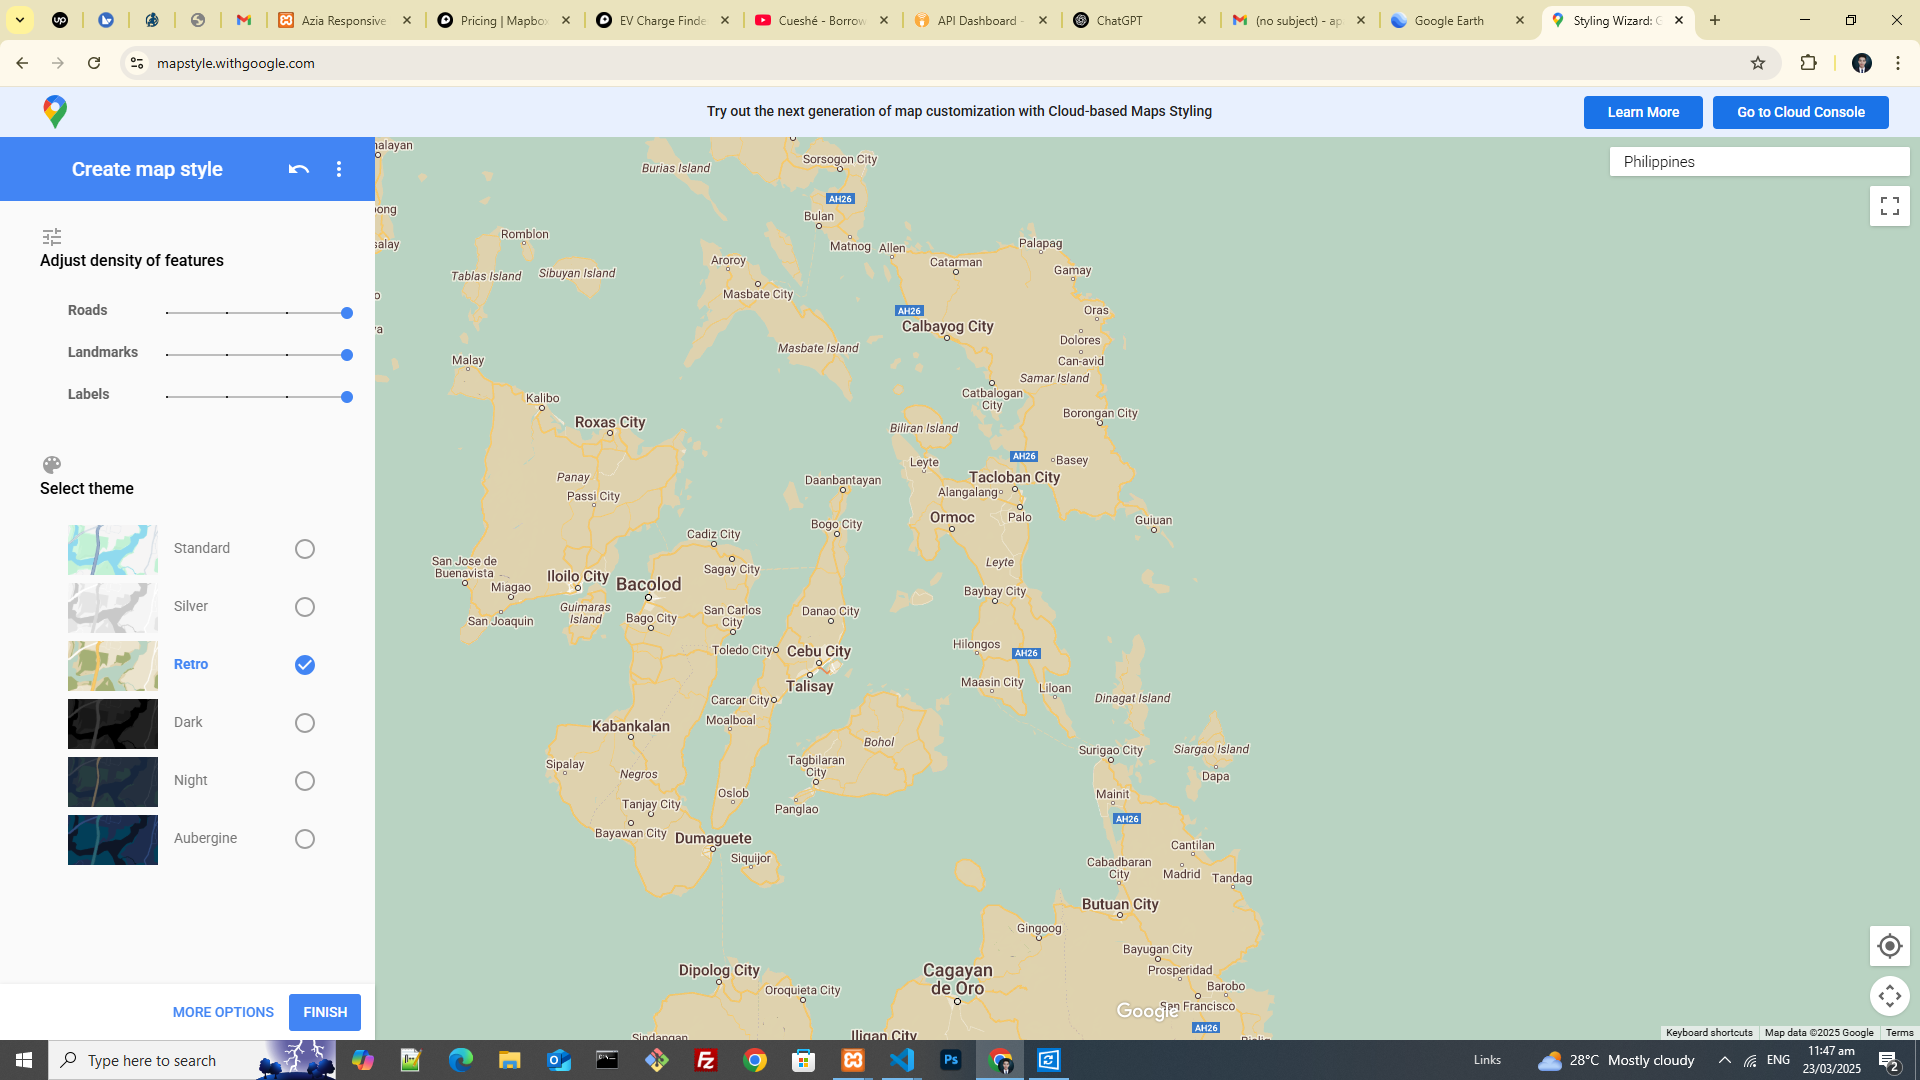 Azia Responsive
Pricing | Mapbo
EV Charge Finde
Cueshé - Borrow
API Dashboard -
ChatGPT
(no subject) - ap
Google Earth
Styling Wizard: G
mapstyle.withgoogle.com
Try out the next generation of map customization with Cloud-based Maps Styling
Learn More
Go to Cloud Console
Create map style
Adjust density of features
Roads
Landmarks
Labels
Select theme
Standard
Silver
Retro
Dark
Night
Aubergine
MORE OPTIONS
FINISH
Philippines
halayan
Burias Island
Sorsogon City
AH26
Bulan
Matnog
Allen
Palapag
Romblon
Tablas Island
Sibuyan Island
Aroroy
Masbate City
Catarman
Gamay
AH26
Calbayog City
Oras
Dolores
Can-avid
Masbate Island
Samar Island
Malay
Kalibo
Catbalogan
City
Borongan City
Roxas City
Biliran Island
AH26
Basey
Leyte
Tacloban City
Panay
Passi City
Daanbantayan
Alangalang
Ormoc
Palo
Guiuan
Bogo City
Cadiz City
San Jose de
Buenavista
Iloilo City
Bacolod
Sagay City
Leyte
Miagao
Baybay City
San Joaquin
Guimaras
Island
Bago City
San Carlos
City
Danao City
Toledo City
Cebu City
Hilongos
AH26
Talisay
Maasin City
Liloan
Dinagat Island
Carcar City
Moalboal
Kabankalan
Bohol
Surigao City
Siargao Island
Sipalay
Negros
Tagbilaran
City
Dapa
Oslob
Panglao
Mainit
Tanjay City
AH26
Bayawan City
Dumaguete
Siquijor
Cantilan
Cabadbaran
City
Madrid
Tandag
Butuan City
Gingoog
Bayugan City
Dipolog City
Cagayan
de Oro
Prosperidad
Oroquieta City
Barobo
San Francisco
Sindangan
Iligan City
AH26
Google
Keyboard shortcuts
Map data ©2025 Google
Terms
Type here to search
Links
28°C Mostly cloudy
ENG
11:47 am
23/03/2025
2